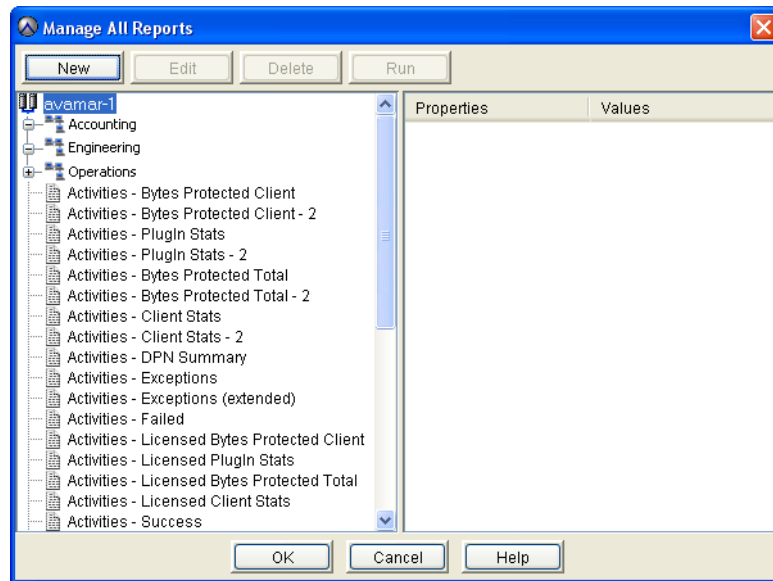 Manage All Reports
New Edit Delete Run
avamar-1
Accounting
Engineering
Operations
Activities - Bytes Protected Client
Activities - Bytes Protected Client - 2
Activities - PlugIn Stats
Activities - PlugIn Stats - 2
Activities - Bytes Protected Total
Activities - Bytes Protected Total - 2
Activities - Client Stats
Activities - Client Stats - 2
Activities - DPN Summary
Activities - Exceptions
Activities - Exceptions (extended)
Activities - Failed
Activities - Licensed Bytes Protected Client
Activities - Licensed PlugIn Stats
Activities - Licensed Bytes Protected Total
Activities - Licensed Client Stats
Activities - Success
Properties Values
OK Cancel Help